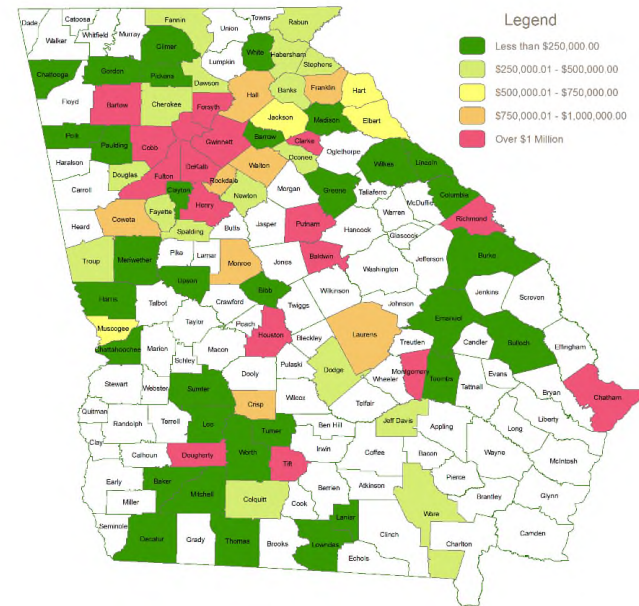 Legend
Less than $250,000.00
$250,000.01 - $500,000.00
$500,000.01 - $750,000.00
$750,000.01 - $1,000,000.00
Over $1 Million
Dade
Catoosa
Walker
Whitfield
Murray
Fannin
Union
Towns
Rabun
Gilmer
White
Habersham
Stephens
Lumpkin
Chattooga
Gordon
Pickens
Dawson
Banks
Franklin
Hart
Floyd
Bartow
Cherokee
Forsyth
Hall
Jackson
Madison
Elbert
Polk
Paulding
Cobb
Gwinnett
Barrow
Clarke
Oglethorpe
Wilkes
Lincoln
Haralson
Douglas
Fulton
DeKalb
Walton
Oconee
Rockdale
Carroll
Clayton
Newton
Morgan
Greene
Taliaferro
McDuffie
Columbia
Heard
Coweta
Fayette
Henry
Spalding
Butts
Jasper
Putnam
Hancock
Warren
Glascock
Richmond
Troup
Meriwether
Pike
Lamar
Monroe
Jones
Baldwin
Washington
Jefferson
Burke
Harris
Talbot
Upson
Crawford
Bibb
Twiggs
Wilkinson
Johnson
Jenkins
Screven
Muscogee
Chattahoochee
Marion
Taylor
Peach
Houston
Bleckley
Laurens
Emanuel
Treutlen
Candler
Bulloch
Effingham
Schley
Macon
Dooly
Pulaski
Dodge
Wheeler
Montgomery
Toombs
Tattnall
Evans
Bryan
Chatham
Stewart
Webster
Sumter
Crisp
Wilcox
Telfair
Quitman
Randolph
Terrell
Lee
Turner
Ben Hill
Jeff Davis
Appling
Long
Liberty
Clay
Calhoun
Dougherty
Worth
Tift
Irwin
Coffee
Bacon
Wayne
McIntosh
Early
Baker
Mitchell
Colquitt
Cook
Berrien
Atkinson
Pierce
Ware
Brantley
Glynn
Miller
Seminole
Decatur
Grady
Thomas
Brooks
Lowndes
Lanier
Echols
Clinch
Charlton
Camden